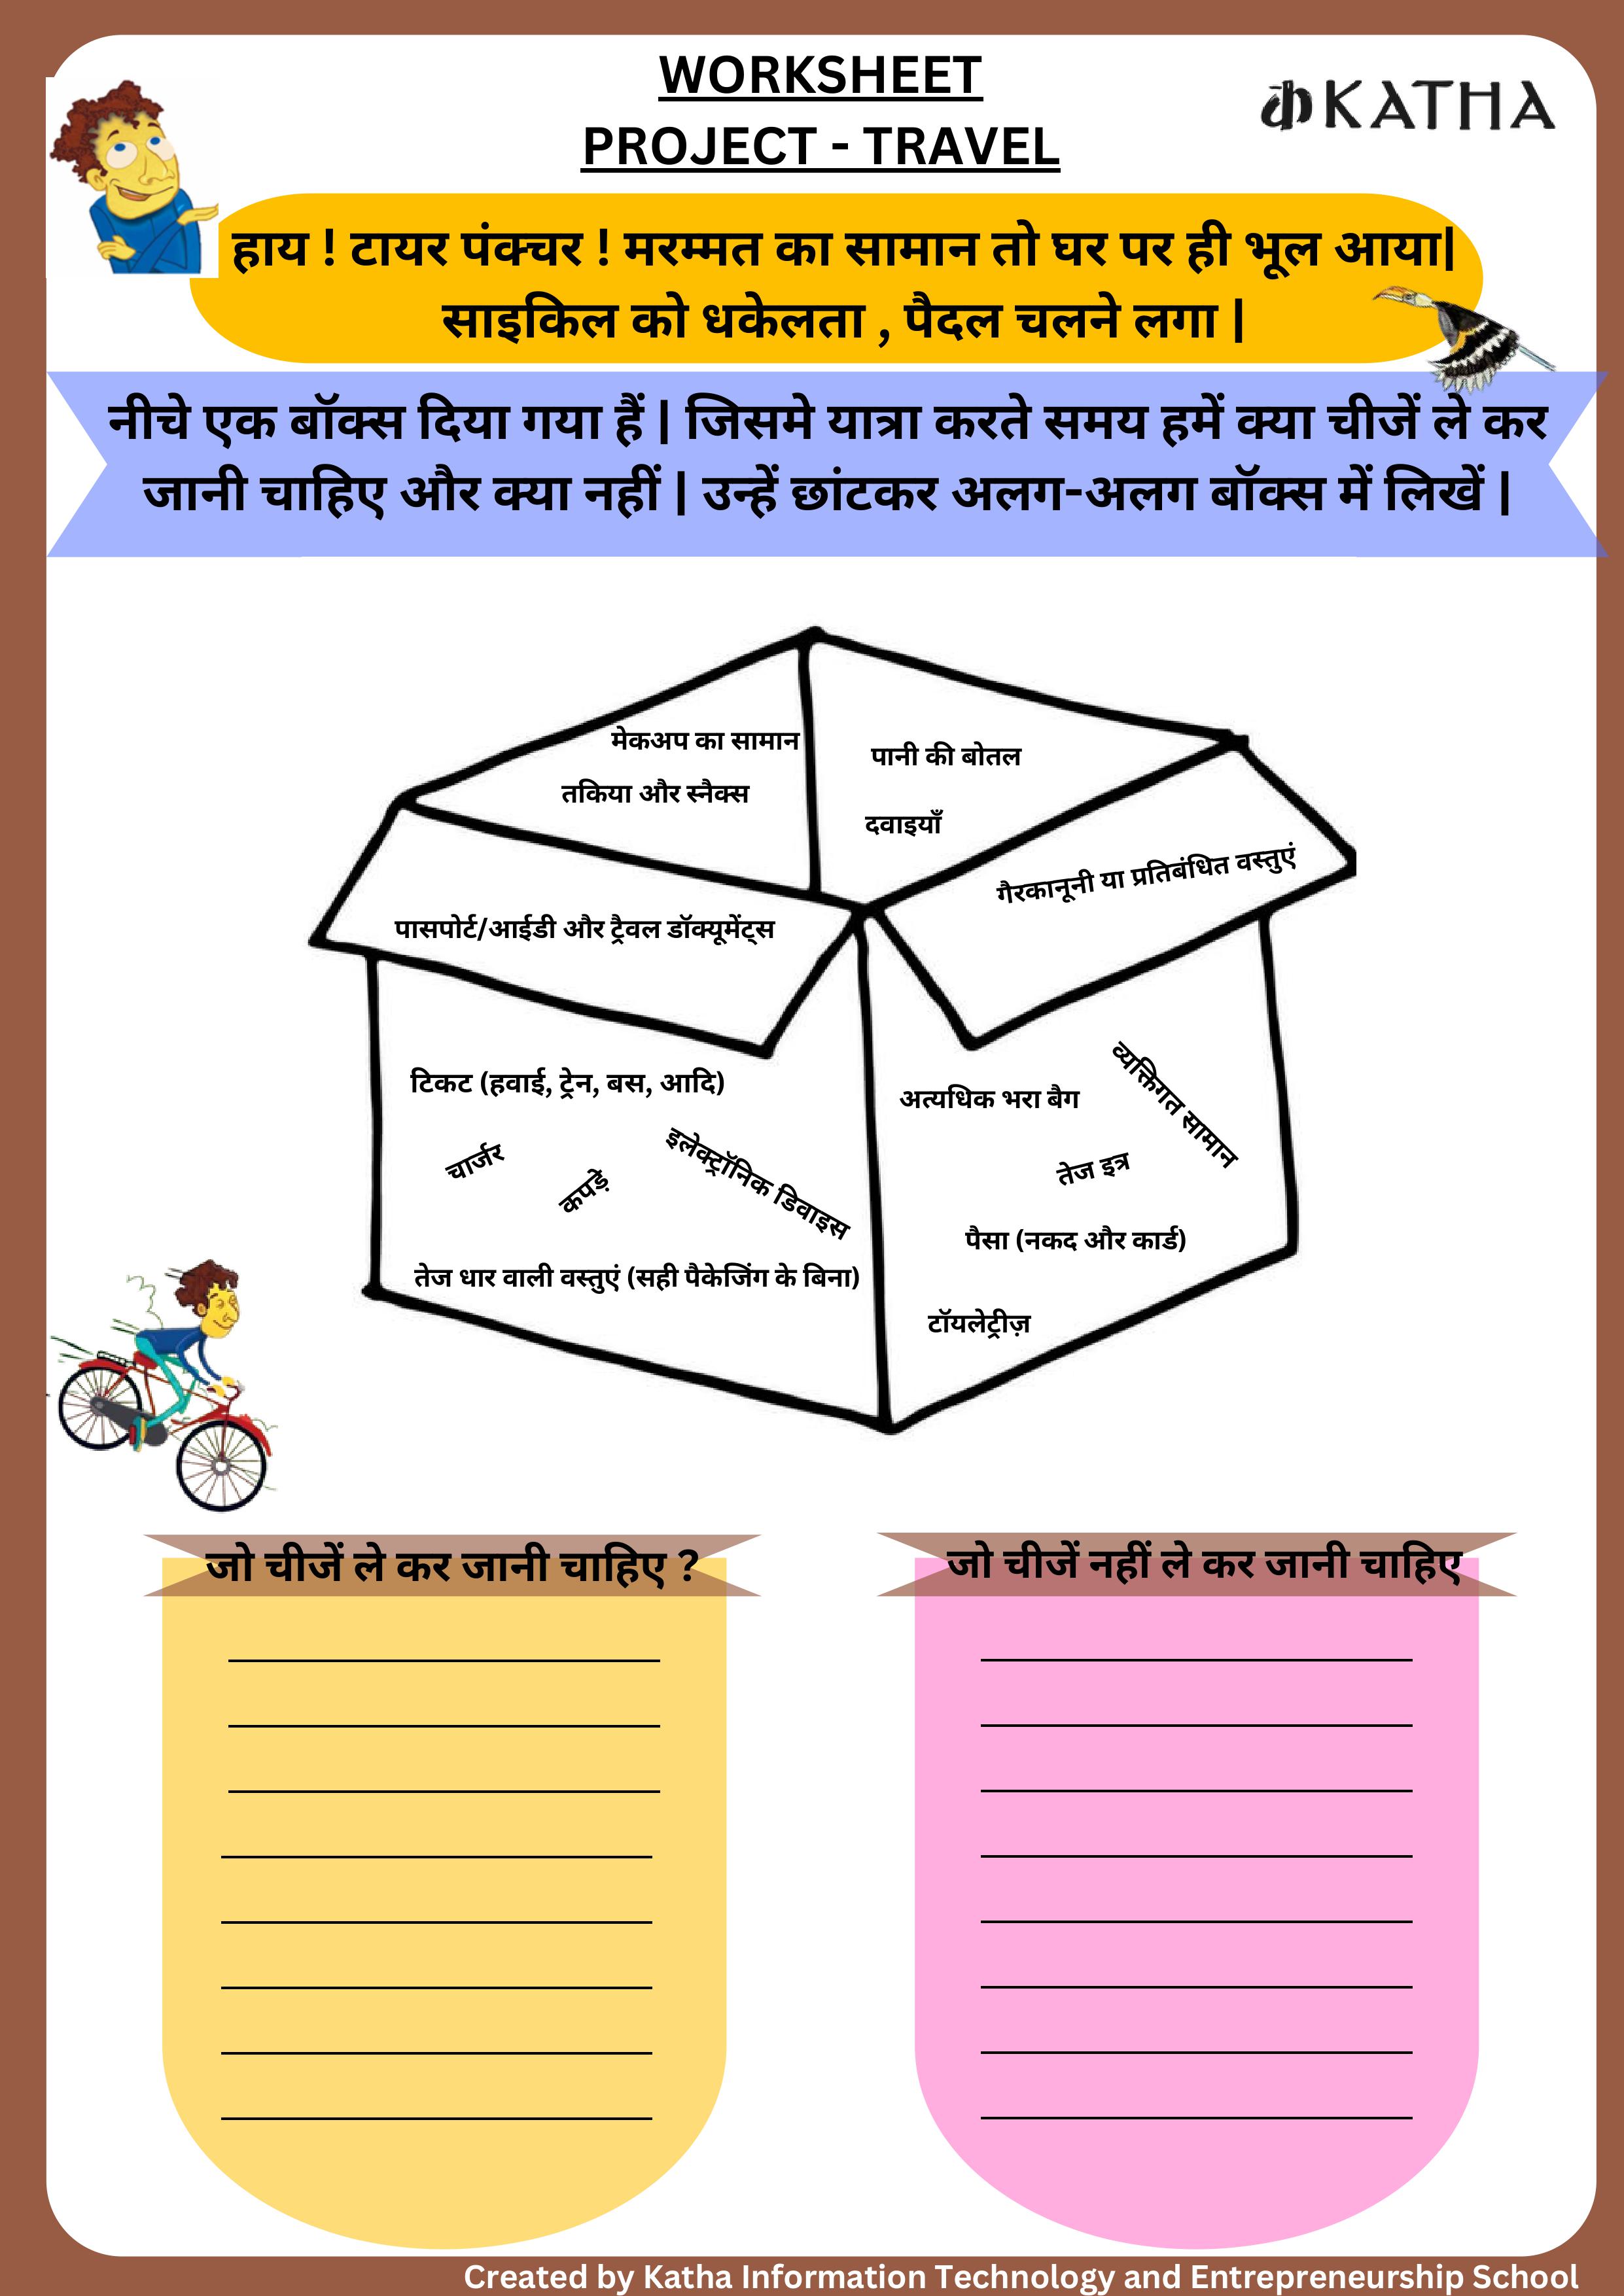 WORKSHEET
PROJECT - TRAVEL
कKATHA
हाय ! टायर पंक्चर ! मरम्मत का सामान तो घर पर ही भूल आया|
साइकिल को धकेलता , पैदल चलने लगा |
नीचे एक बॉक्स दिया गया हैं | जिसमे यात्रा करते समय हमें क्या चीजें ले कर
जानी चाहिए और क्या नहीं | उन्हें छांटकर अलग-अलग बॉक्स में लिखें |
मेकअप का सामान
तकिया और स्नैक्स
पानी की बोतल
दवाइयाँ
गैरकानूनी या प्रतिबंधित वस्तुएं
पासपोर्ट/आईडी और ट्रैवल डॉक्यूमेंट्स
टिकट (हवाई, ट्रेन, बस, आदि)
चार्जर
कपड़ें
इलेक्ट्रॉनिक डिवाइस
तेज धार वाली वस्तुएं (सही पैकेजिंग के बिना)
अत्यधिक भरा बैग
व्यक्तिगत सामान
तेज इत्र
पैसा (नकद और कार्ड)
टॉयलेट्रीज़
जो चीजें ले कर जानी चाहिए ?
जो चीजें नहीं ले कर जानी चाहिए
Created by Katha Information Technology and Entrepreneurship School